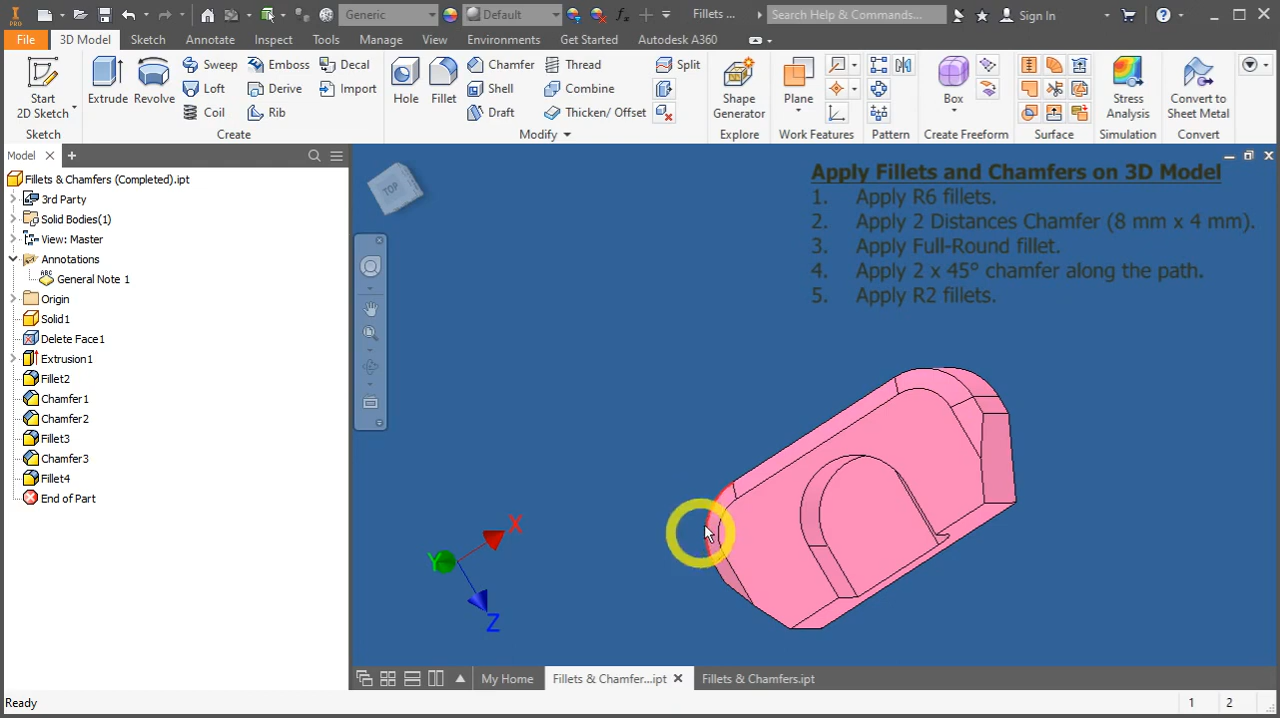 PRO
Generic
Default
Fillets ...
Search Help & Commands...
Sign In
File
3D Model
Sketch
Annotate
Inspect
Tools
Manage
View
Environments
Get Started
Autodesk A360
Start
2D Sketch
Extrude
Revolve
Sweep
Emboss
Decal
Loft
Derive
Import
Coil
Rib
Hole
Fillet
Chamfer
Thread
Split
Shell
Combine
Draft
Thicken/ Offset
Shape
Generator
Plane
Box
Stress
Analysis
Convert to
Sheet Metal
Sketch
Create
Modify
Explore
Work Features
Pattern
Create Freeform
Surface
Simulation
Convert
Model
Fillets & Chamfers (Completed).ipt
3rd Party
Solid Bodies(1)
View: Master
Annotations
ABC
General Note 1
Origin
Solid1
Delete Face1
Extrusion1
Fillet2
Chamfer1
Chamfer2
Fillet3
Chamfer3
Fillet4
End of Part
TOP
Apply Fillets and Chamfers on 3D Model
1. Apply R6 fillets.
2. Apply 2 Distances Chamfer (8 mm x 4 mm).
3. Apply Full-Round fillet.
4. Apply 2 x 45° chamfer along the path.
5. Apply R2 fillets.
X
Y
Z
My Home
Fillets & Chamfer...ipt
Fillets & Chamfers.ipt
Ready
1
2